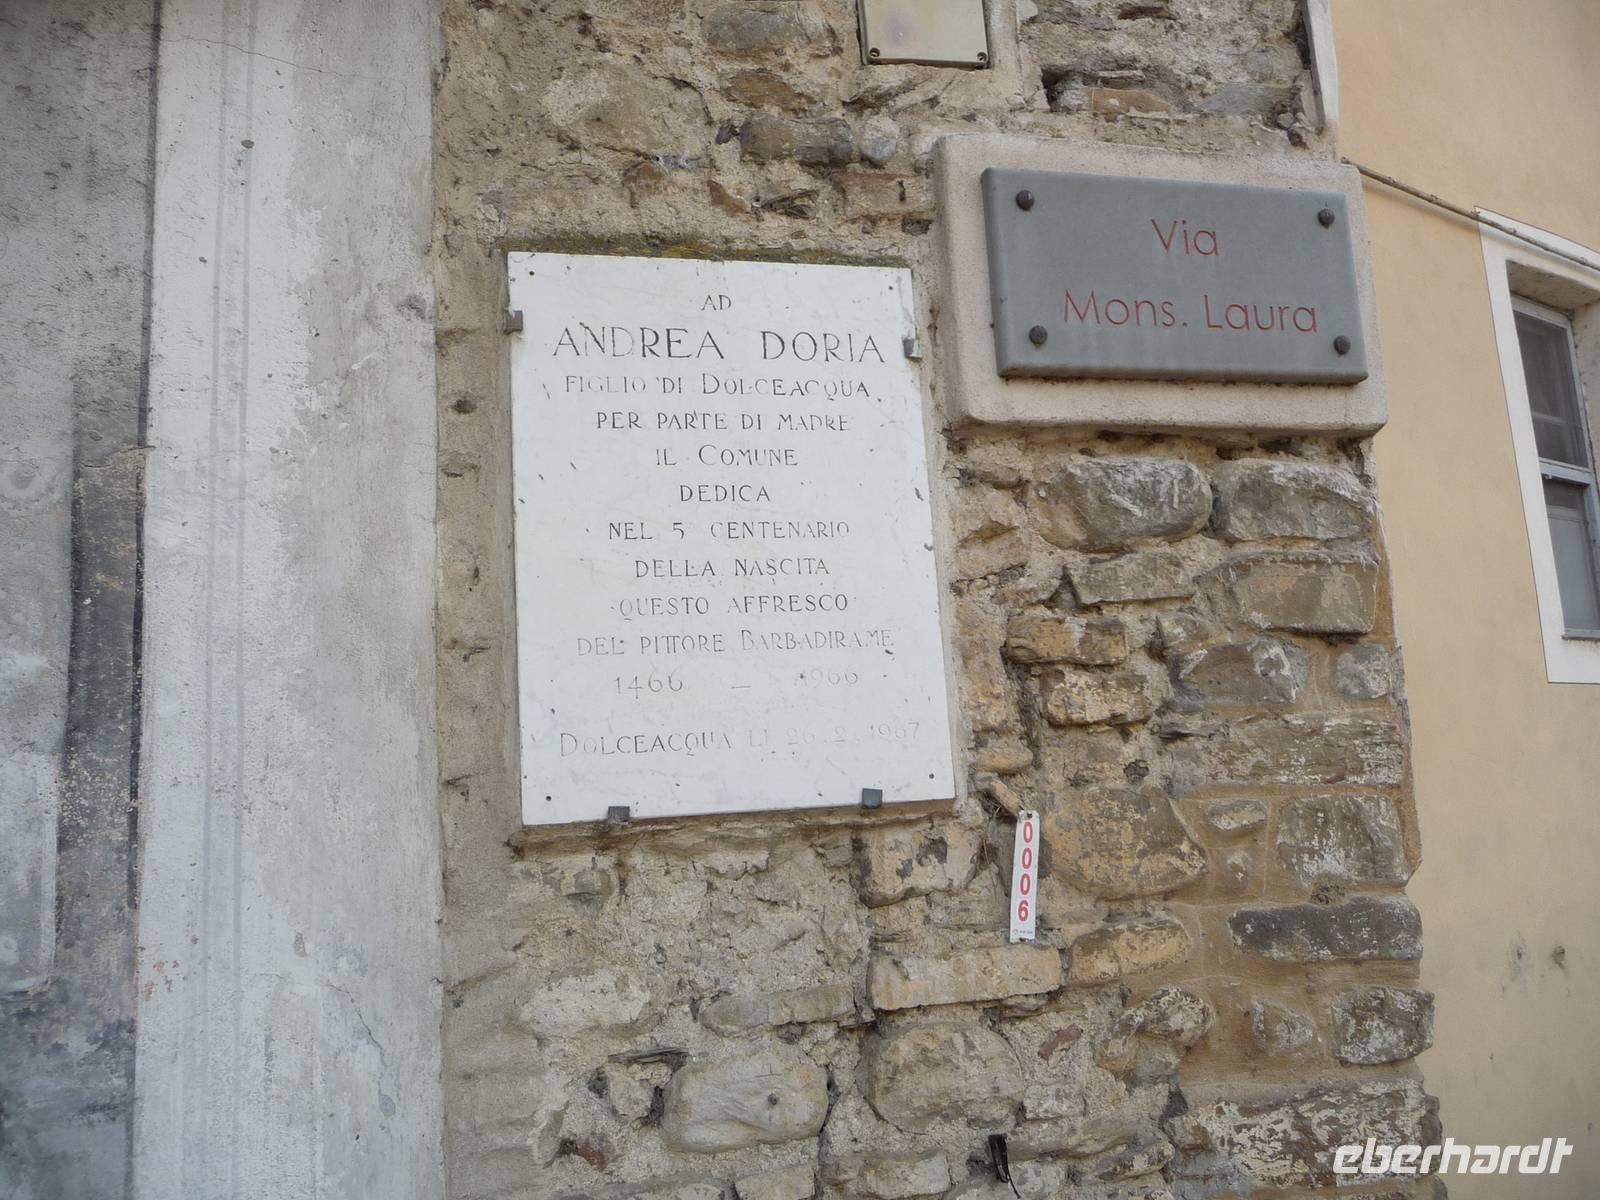 AD
ANDREA DORIA
FIGLIO DI DOLCEACQUA
PER PARTE DI MADRE
IL COMUNE
DEDICA
NEL 5° CENTENARIO
DELLA NASCITA
QUESTO AFFRESCO
DEL PITTORE BARBADIRAME
1466 — 1966
DOLCEACQUA LI 26.2.1967
Via
Mons. Laura
0006
eberhardt